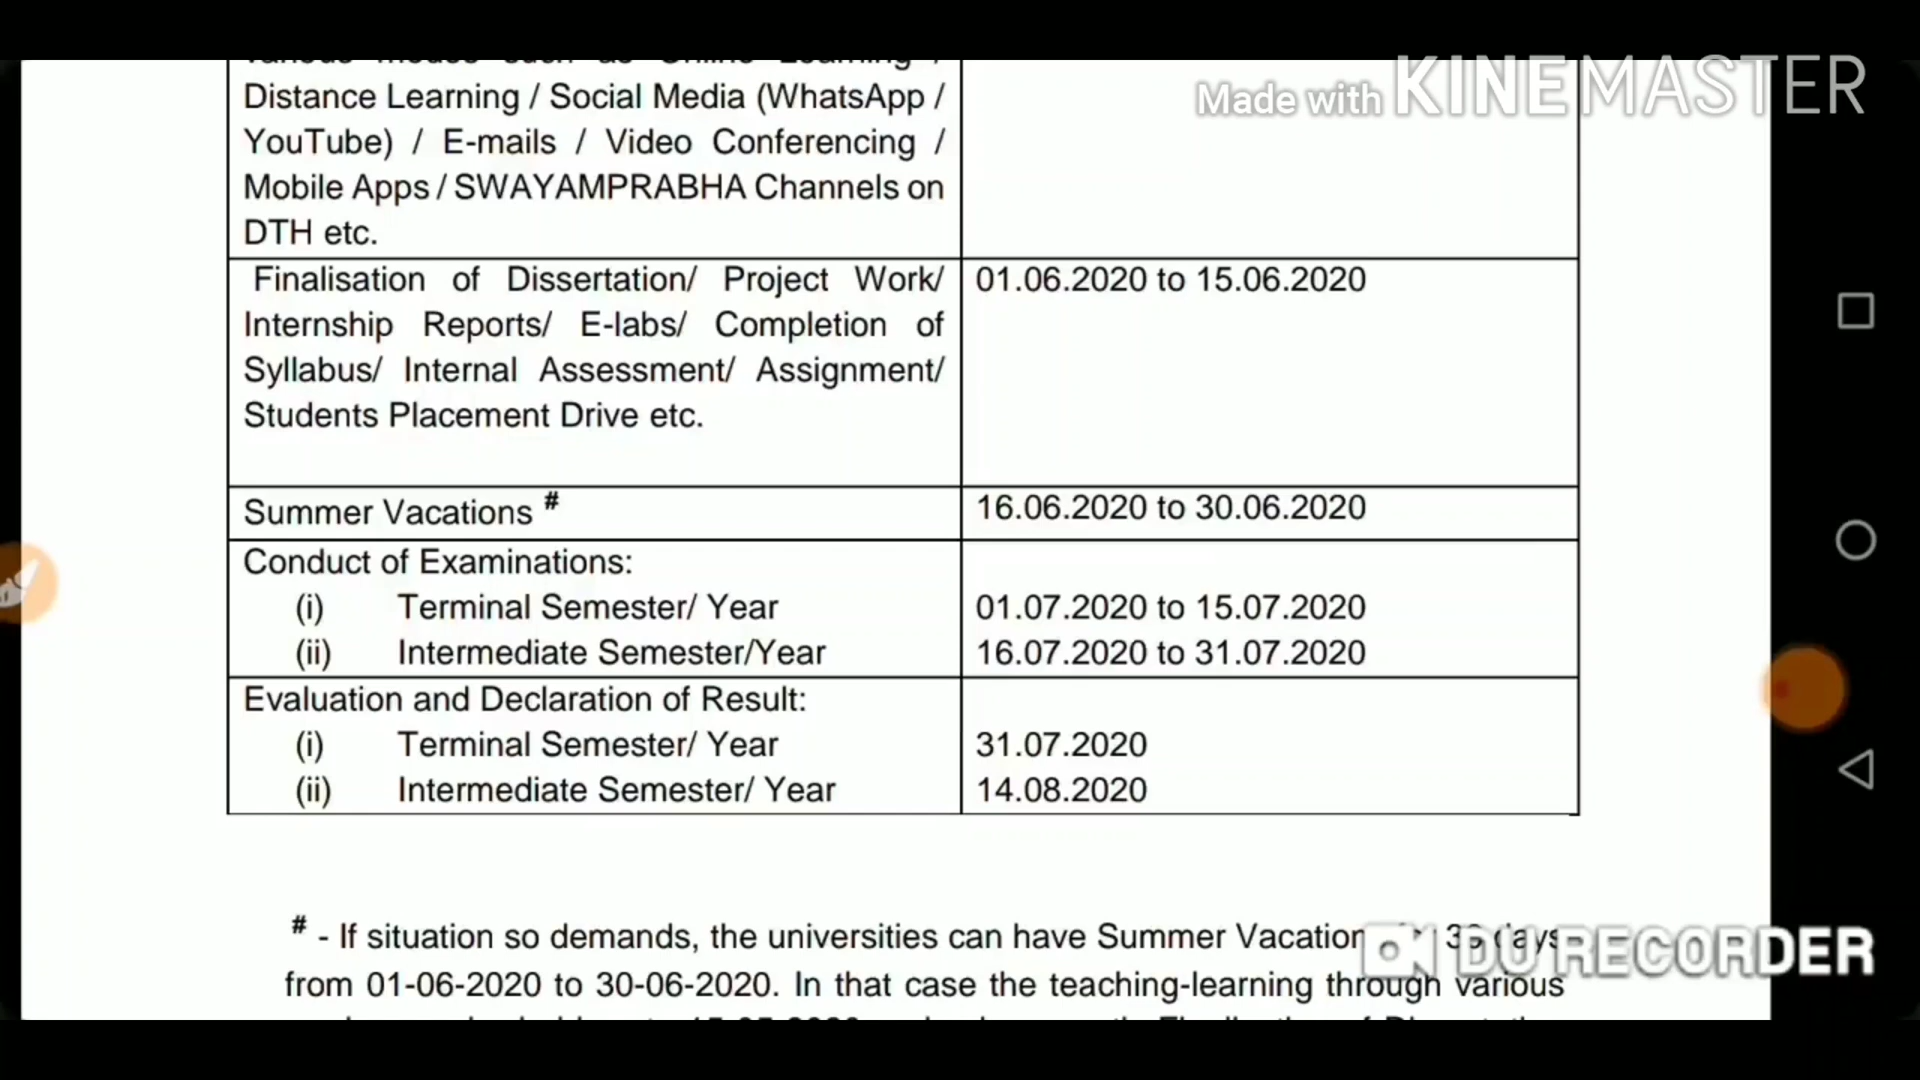 Made with KINEMASTER
Distance Learning / Social Media (WhatsApp /
YouTube) / E-mails / Video Conferencing /
Mobile Apps / SWAYAMPRABHA Channels on
DTH etc.
Finalisation of Dissertation/ Project Work/ 01.06.2020 to 15.06.2020
Internship Reports/ E-labs/ Completion of
Syllabus/ Internal Assessment/ Assignment/
Students Placement Drive etc.
Summer Vacations # 16.06.2020 to 30.06.2020
Conduct of Examinations:
(i) Terminal Semester/ Year 01.07.2020 to 15.07.2020
(ii) Intermediate Semester/Year 16.07.2020 to 31.07.2020
Evaluation and Declaration of Result:
(i) Terminal Semester/ Year 31.07.2020
(ii) Intermediate Semester/ Year 14.08.2020
# - If situation so demands, the universities can have Summer Vacation days
DU RECORDER
from 01-06-2020 to 30-06-2020. In that case the teaching-learning through various